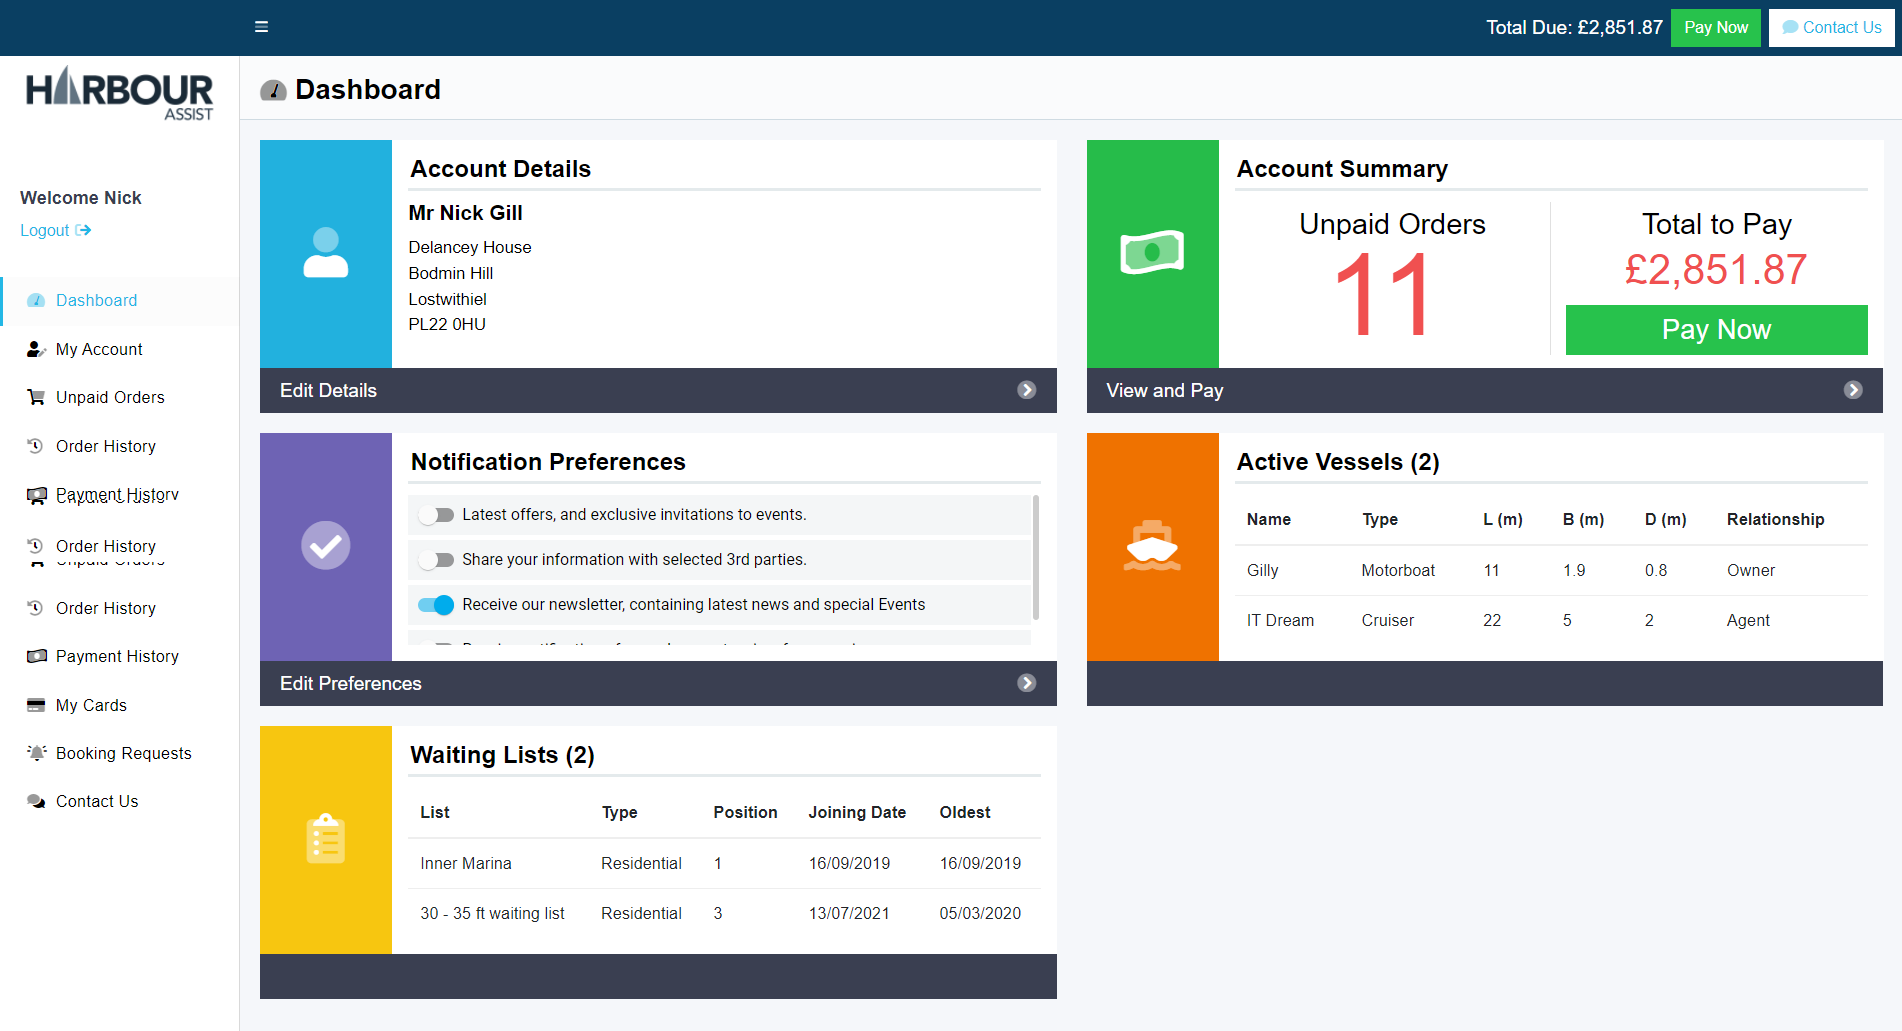 Total Due: £2,851.87
Pay Now
Contact Us
HARBOUR
ASSIST
Welcome Nick
Logout
Dashboard
My Account
Unpaid Orders
Order History
Payment History
Order History
Unpaid Orders
Order History
Payment History
My Cards
Booking Requests
Contact Us
Dashboard
Account Details
Mr Nick Gill
Delancey House
Bodmin Hill
Lostwithiel
PL22 0HU
Edit Details
Account Summary
Unpaid Orders
11
Total to Pay
£2,851.87
Pay Now
View and Pay
Notification Preferences
Latest offers, and exclusive invitations to events.
Share your information with selected 3rd parties.
Receive our newsletter, containing latest news and special Events
Edit Preferences
Active Vessels (2)
Name Type L (m) B (m) D (m) Relationship
Gilly Motorboat 11 1.9 0.8 Owner
IT Dream Cruiser 22 5 2 Agent
Waiting Lists (2)
List Type Position Joining Date Oldest
Inner Marina Residential 1 16/09/2019 16/09/2019
30 - 35 ft waiting list Residential 3 13/07/2021 05/03/2020